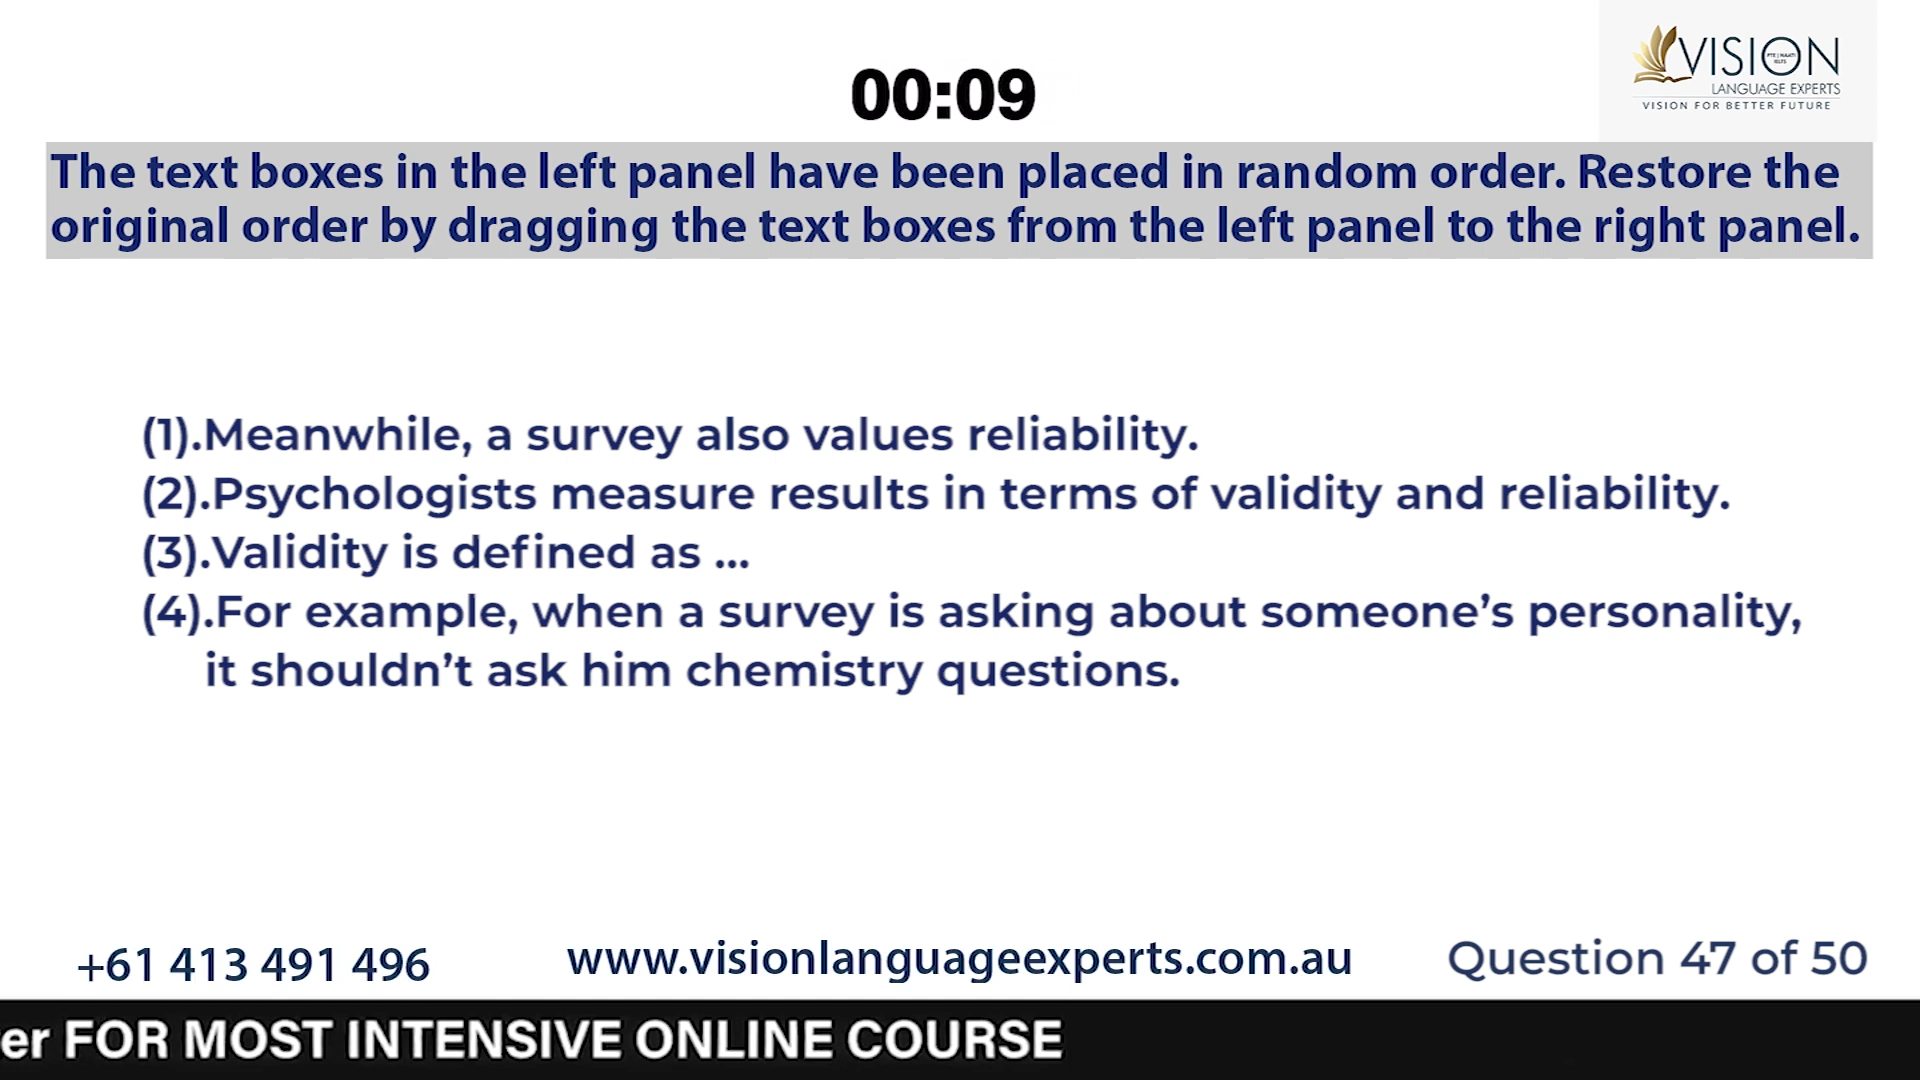 VISION
LANGUAGE EXPERTS
VISION FOR BETTER FUTURE
00:09
The text boxes in the left panel have been placed in random order. Restore the
original order by dragging the text boxes from the left panel to the right panel.
(1).Meanwhile, a survey also values reliability.
(2).Psychologists measure results in terms of validity and reliability.
(3).Validity is defined as ...
(4).For example, when a survey is asking about someone’s personality,
it shouldn’t ask him chemistry questions.
+61 413 491 496
www.visionlanguageexperts.com.au
Question 47 of 50
er FOR MOST INTENSIVE ONLINE COURSE